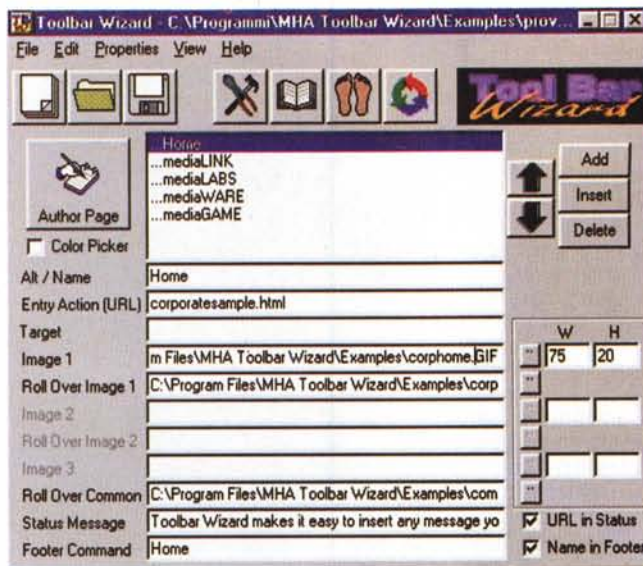 Toolbar Wizard - C:\Programmi\MHA Toolbar Wizard\Examples\prov...
File Edit Properties View Help
Tool Bar
Wizard
Home
...mediaLINK
...mediaLABS
...mediaWARE
...mediaGAME
Add
Insert
Delete
Author Page
Color Picker
Alt / Name Home
Entry Action (URL) corporatesample.html
Target
W H
Image 1 m Files\MHA Toolbar Wizard\Examples\corphome.GIF 75 20
Roll Over Image 1 C:\Program Files\MHA Toolbar Wizard\Examples\corp
Image 2
Roll Over Image 2
Image 3
Roll Over Common C:\Program Files\MHA Toolbar Wizard\Examples\com
Status Message Toolbar Wizard makes it easy to insert any message yo
URL in Status
Footer Command Home
Name in Footer